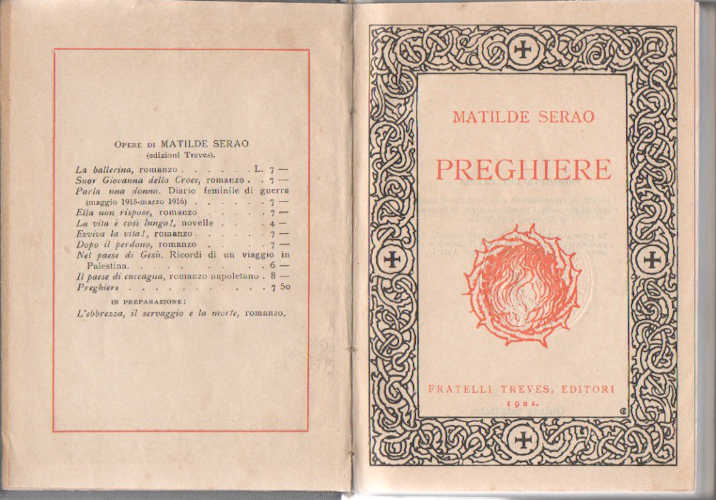 OPERE DI MATILDE SERAO
(edizioni Treves).
La ballerina, romanzo . . . . . . L. 7 —
Suor Giovanna della Croce, romanzo . . 7 —
Parla una donna. Diario feminile di guerra
(maggio 1915-marzo 1916) . . . . . . 7 —
Ella non rispose, romanzo . . . . . 7 —
La vita è così lunga!, novelle . . . . 4 —
Evviva la vita!, romanzo . . . . . 7 —
Dopo il perdono, romanzo . . . . . 7 —
Nel paese di Gesù. Ricordi di un viaggio in
Palestina. . . . . . . . . . 6 —
Il paese di cuccagna, romanzo napoletano . 8 —
Preghiere . . . . . . . . . . 7 50
IN PREPARAZIONE:
L'ebbrezza, il servaggio e la morte, romanzo.
MATILDE SERAO
PREGHIERE
FRATELLI TREVES, EDITORI